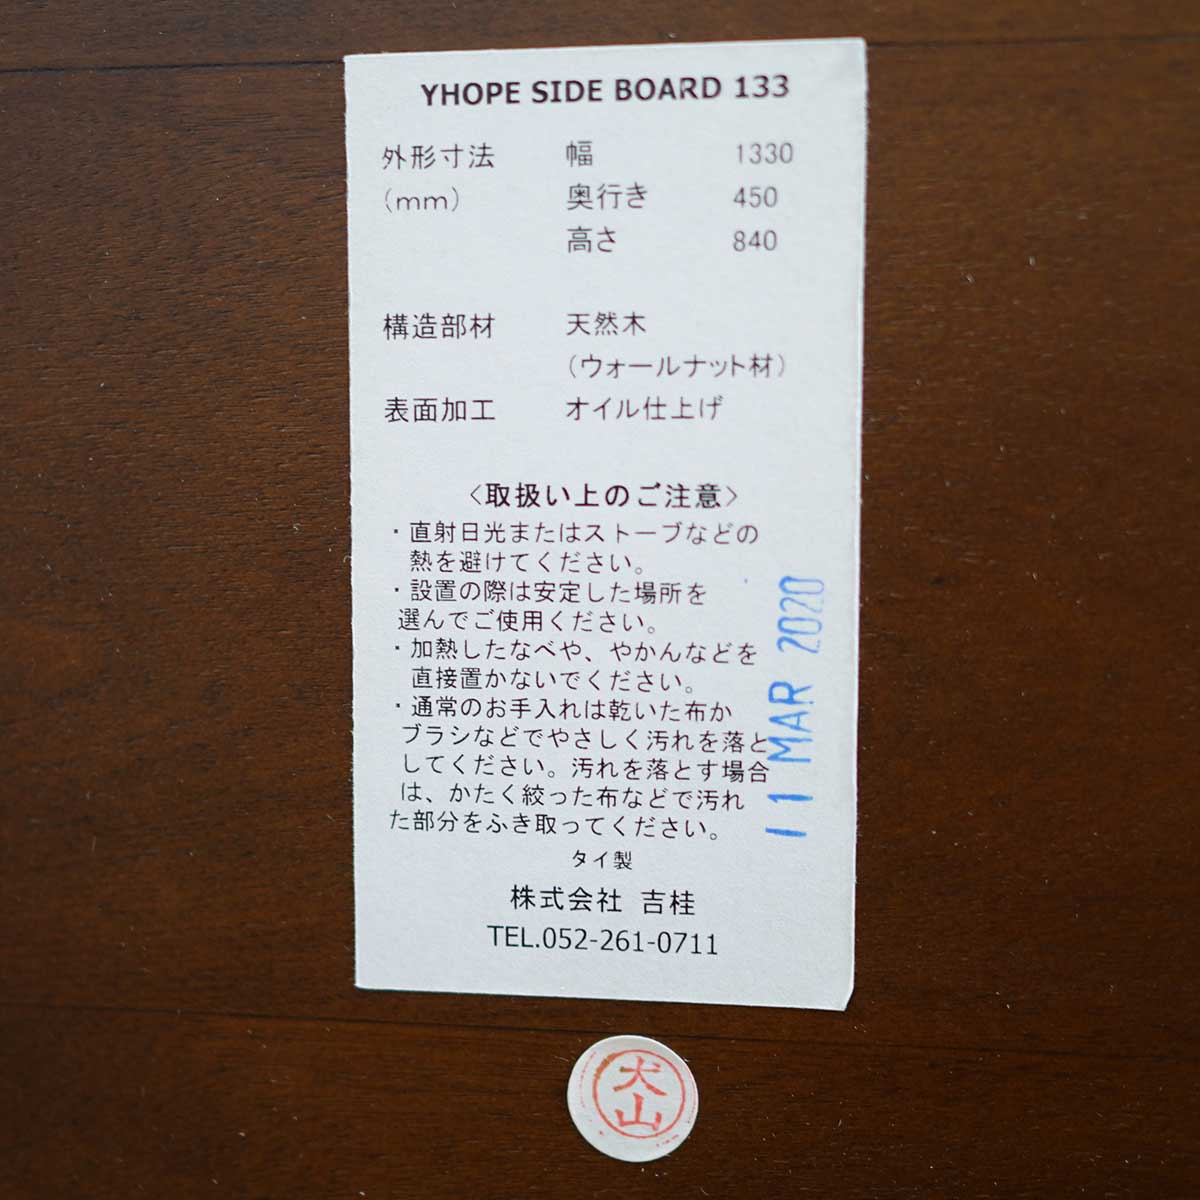 YHOPE SIDE BOARD 133
外形寸法 幅 1330
(mm) 奥行き 450
高さ 840
構造部材 天然木
(ウォールナット材)
表面加工 オイル仕上げ
<取扱い上のご注意>
・直射日光またはストーブなどの
熱を避けてください。
・設置の際は安定した場所を
選んでご使用ください。
・加熱したなべや、やかんなどを
直接置かないでください。
・通常のお手入れは乾いた布か
ブラシなどでやさしく汚れを落と
してください。汚れを落とす場合
は、かたく絞った布などで汚れ
た部分をふき取ってください。
タイ製
株式会社 吉桂
TEL.052-261-0711
11 MAR 2020
犬山